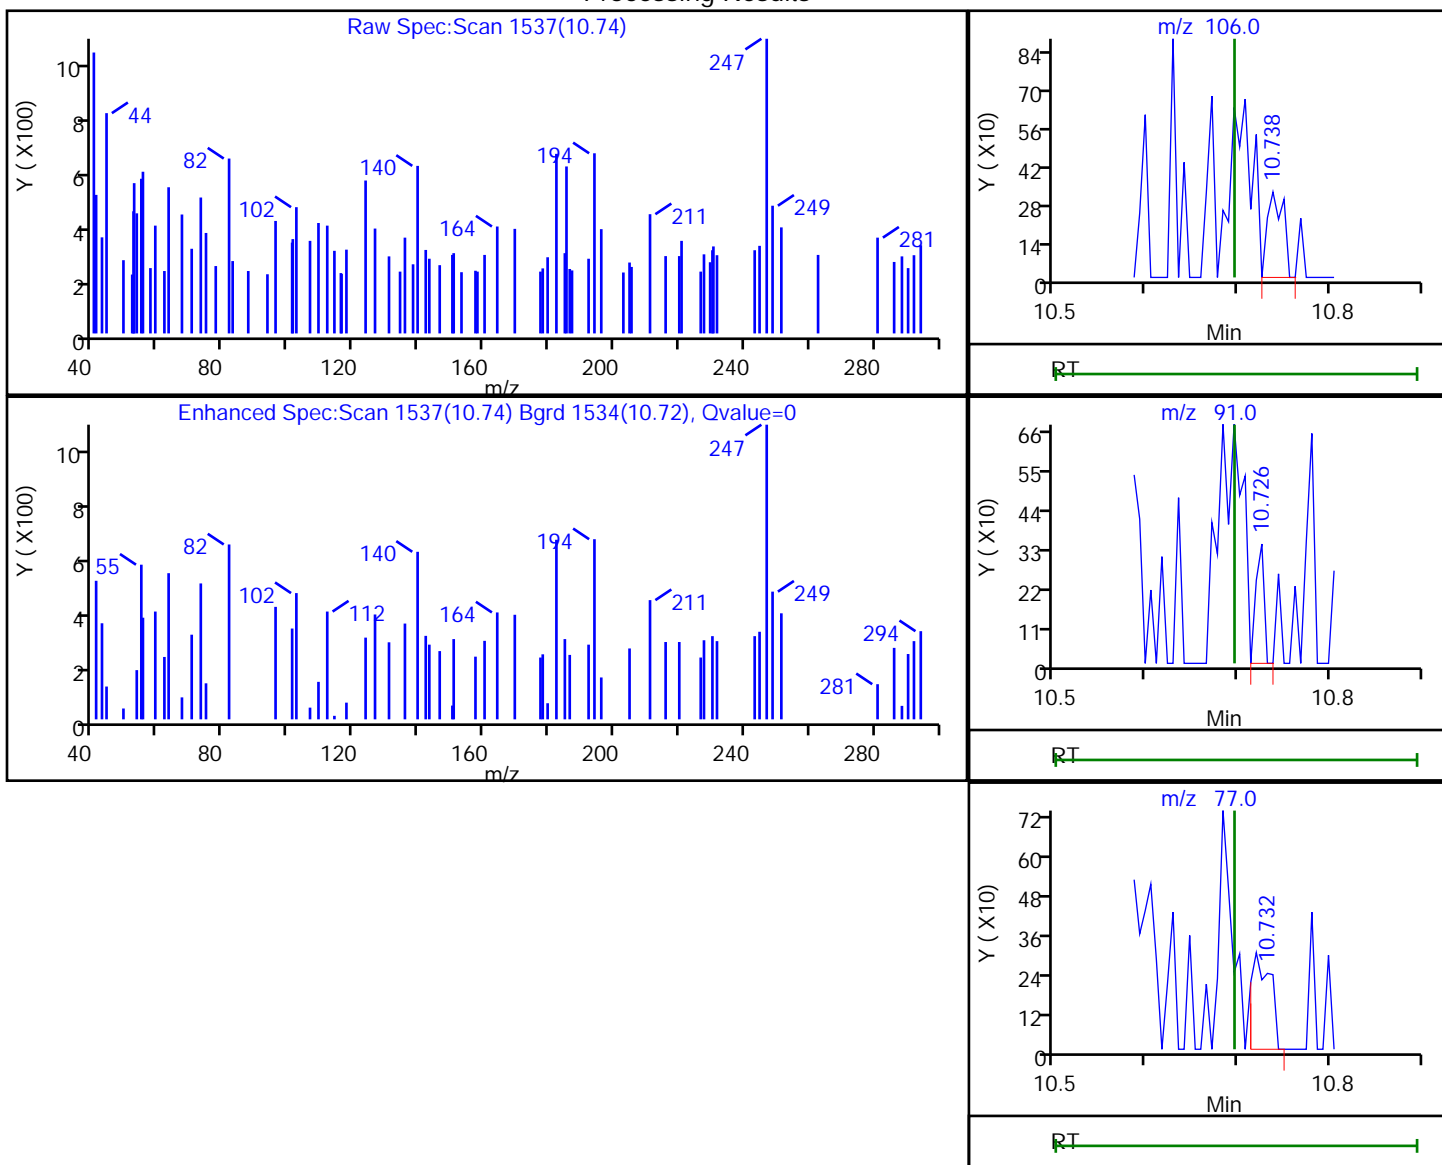 Processing Results
Raw Spec:Scan 1537(10.74)
Y ( X100)
10
8
6
4
2
0
44
82
102
140
164
194
211
247
249
281
40 80 120 160 200 240 280
m/z
m/z 106.0
Y ( X10)
84
70
56
42
28
14
0
10.738
10.5 10.8
Min
RT
Enhanced Spec:Scan 1537(10.74) Bgrd 1534(10.72), Qvalue=0
Y ( X100)
10
8
6
4
2
0
55
82
102
112
140
164
194
211
247
249
281
294
40 80 120 160 200 240 280
m/z
m/z 91.0
Y ( X10)
66
55
44
33
22
11
0
10.726
10.5 10.8
Min
RT
m/z 77.0
Y ( X10)
72
60
48
36
24
12
0
10.732
10.5 10.8
Min
RT